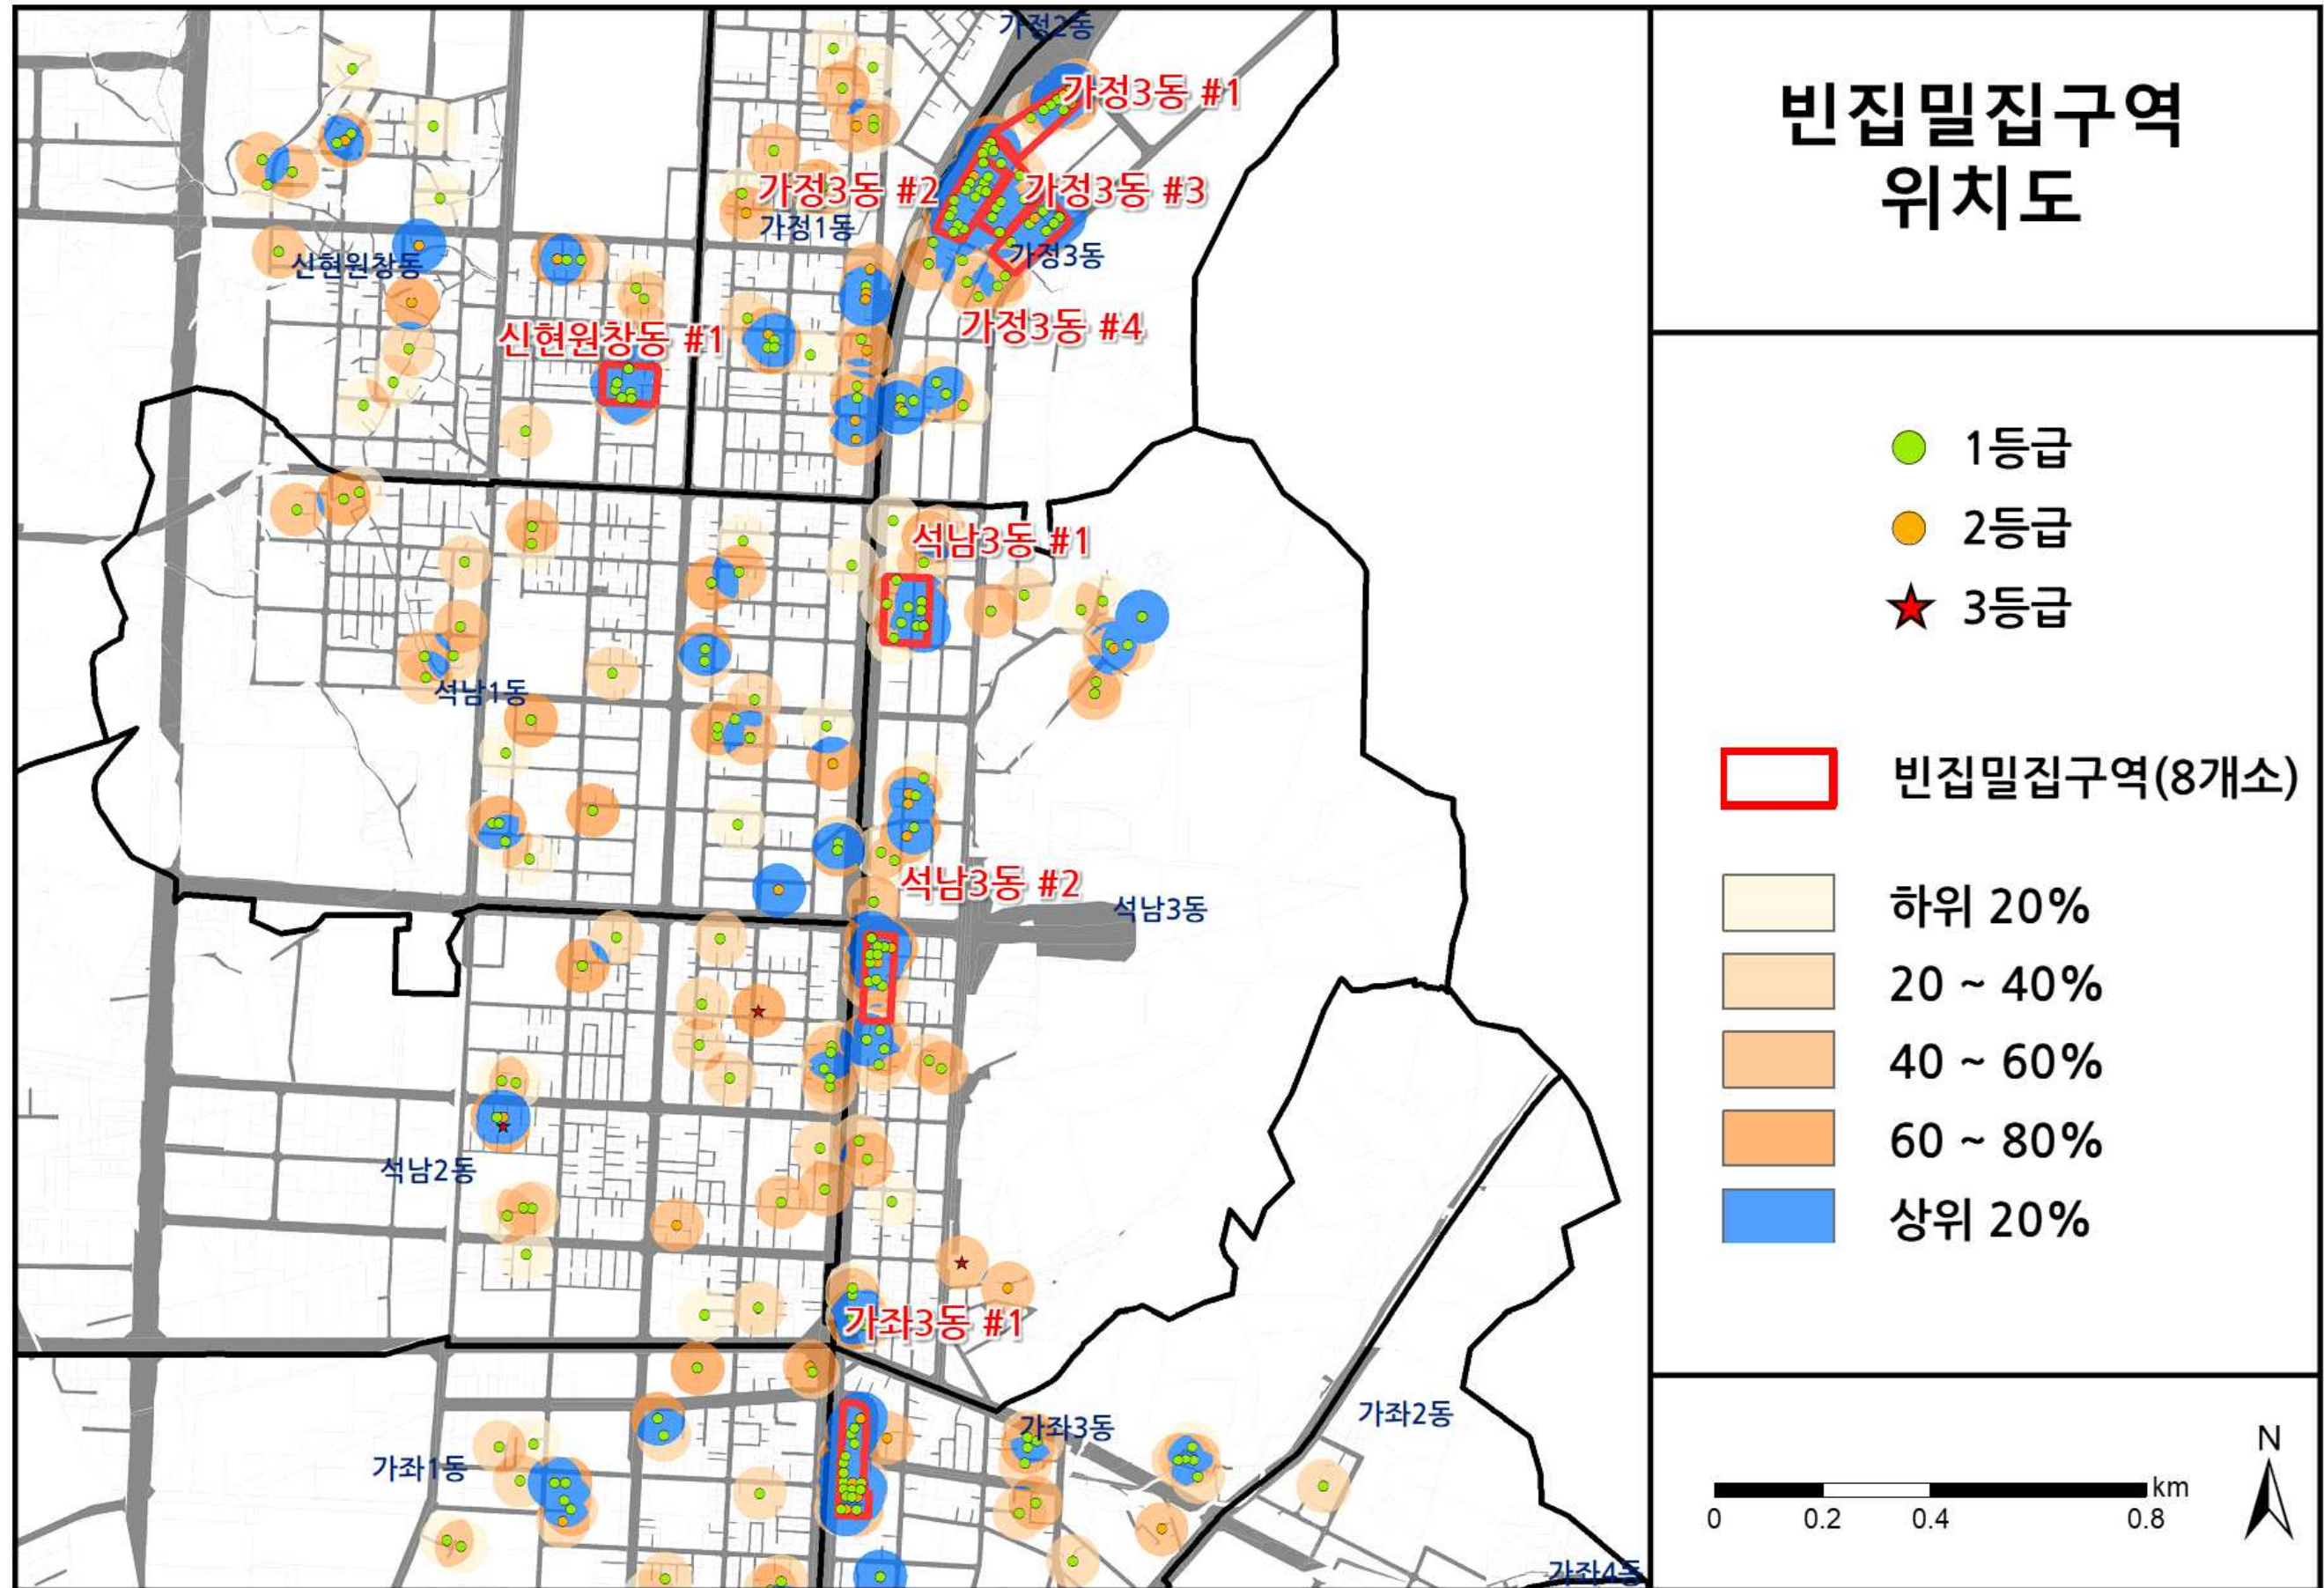 가정2동
가정3동 #1
가정3동 #2
가정3동 #3
가정1동
가정3동
신현원창동
가정3동 #4
신현원창동 #1
석남3동 #1
석남1동
석남3동 #2
석남3동
석남2동
가좌3동 #1
가좌3동
가좌2동
가좌1동
가좌4동
빈집밀집구역
위치도
1등급
2등급
3등급
빈집밀집구역(8개소)
하위 20%
20 ~ 40%
40 ~ 60%
60 ~ 80%
상위 20%
N
km
0 0.2 0.4 0.8